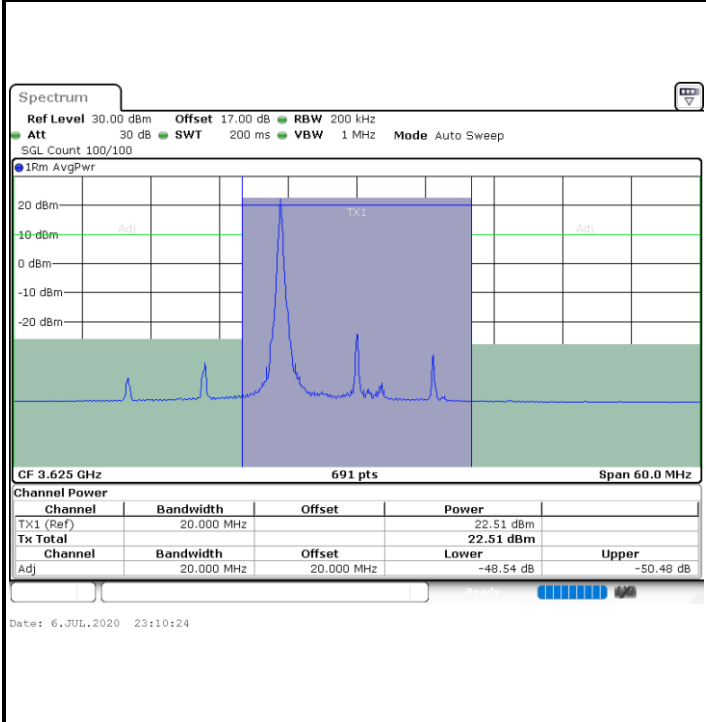 Spectrum
Ref Level 30.00 dBm Offset 17.00 dB RBW 200 kHz
Att 30 dB SWT 200 ms VBW 1 MHz Mode Auto Sweep
SGL Count 100/100
1Rm AvgPwr
20 dBm
TX1
Adj Adj
10 dBm
0 dBm
-10 dBm
-20 dBm
CF 3.625 GHz 691 pts Span 60.0 MHz
Channel Power
Channel Bandwidth Offset Power
TX1 (Ref) 20.000 MHz 22.51 dBm
Tx Total 22.51 dBm
Channel Bandwidth Offset Lower Upper
Adj 20.000 MHz 20.000 MHz -48.54 dB -50.48 dB
Ready
Date: 6.JUL.2020 23:10:24